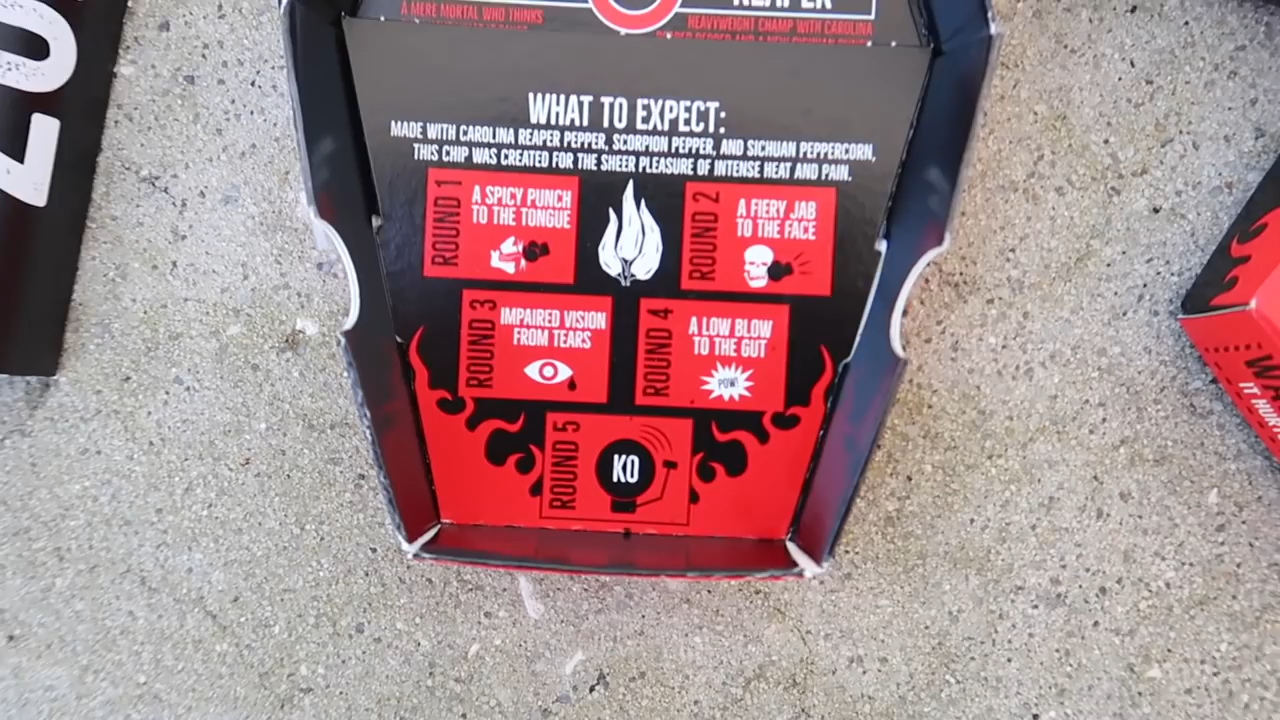 REAPER
A MERE MORTAL WHO THINKS
HEAVYWEIGHT CHAMP WITH CAROLINA
WHAT TO EXPECT:
MADE WITH CAROLINA REAPER PEPPER, SCORPION PEPPER, AND SICHUAN PEPPERCORN,
THIS CHIP WAS CREATED FOR THE SHEER PLEASURE OF INTENSE HEAT AND PAIN.
ROUND 1
A SPICY PUNCH
TO THE TONGUE
ROUND 2
A FIERY JAB
TO THE FACE
ROUND 3
IMPAIRED VISION
FROM TEARS
ROUND 4
A LOW BLOW
TO THE GUT
POW!
ROUND 5
KO
IT